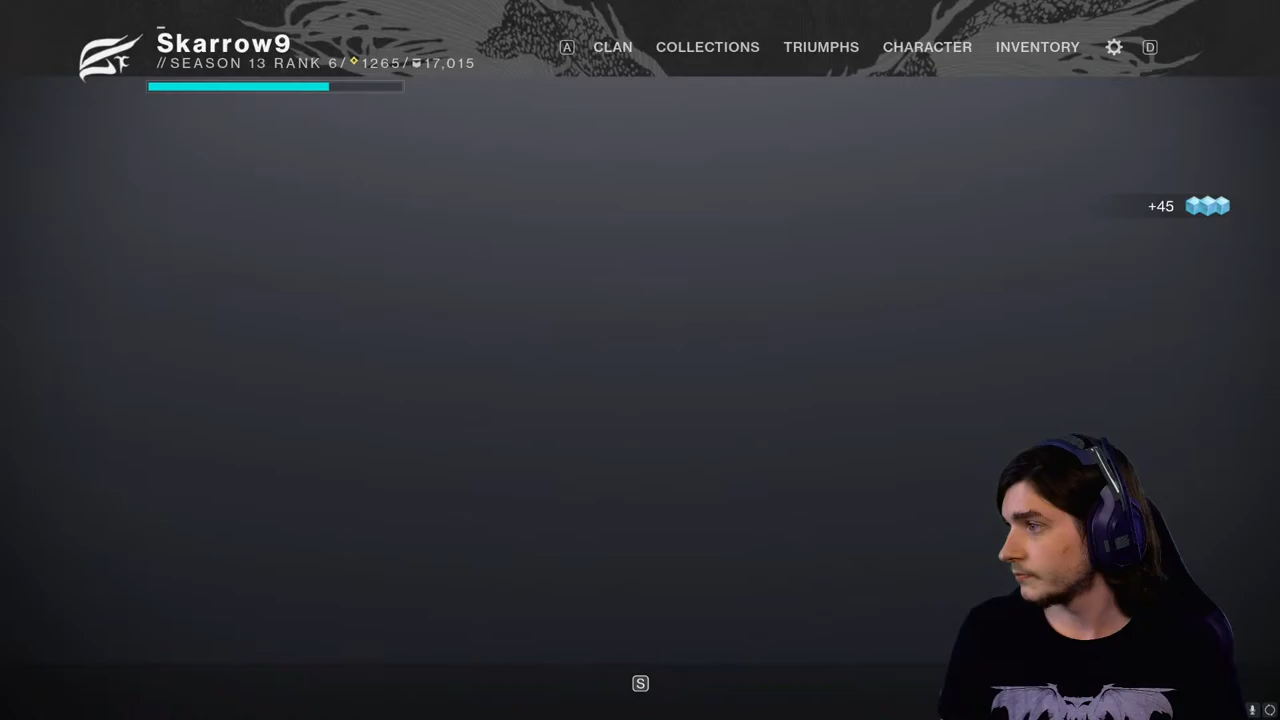 Skarrow9
// SEASON 13 RANK 6/ 1265/ 17,015
A CLAN COLLECTIONS TRIUMPHS CHARACTER INVENTORY D
+45
S